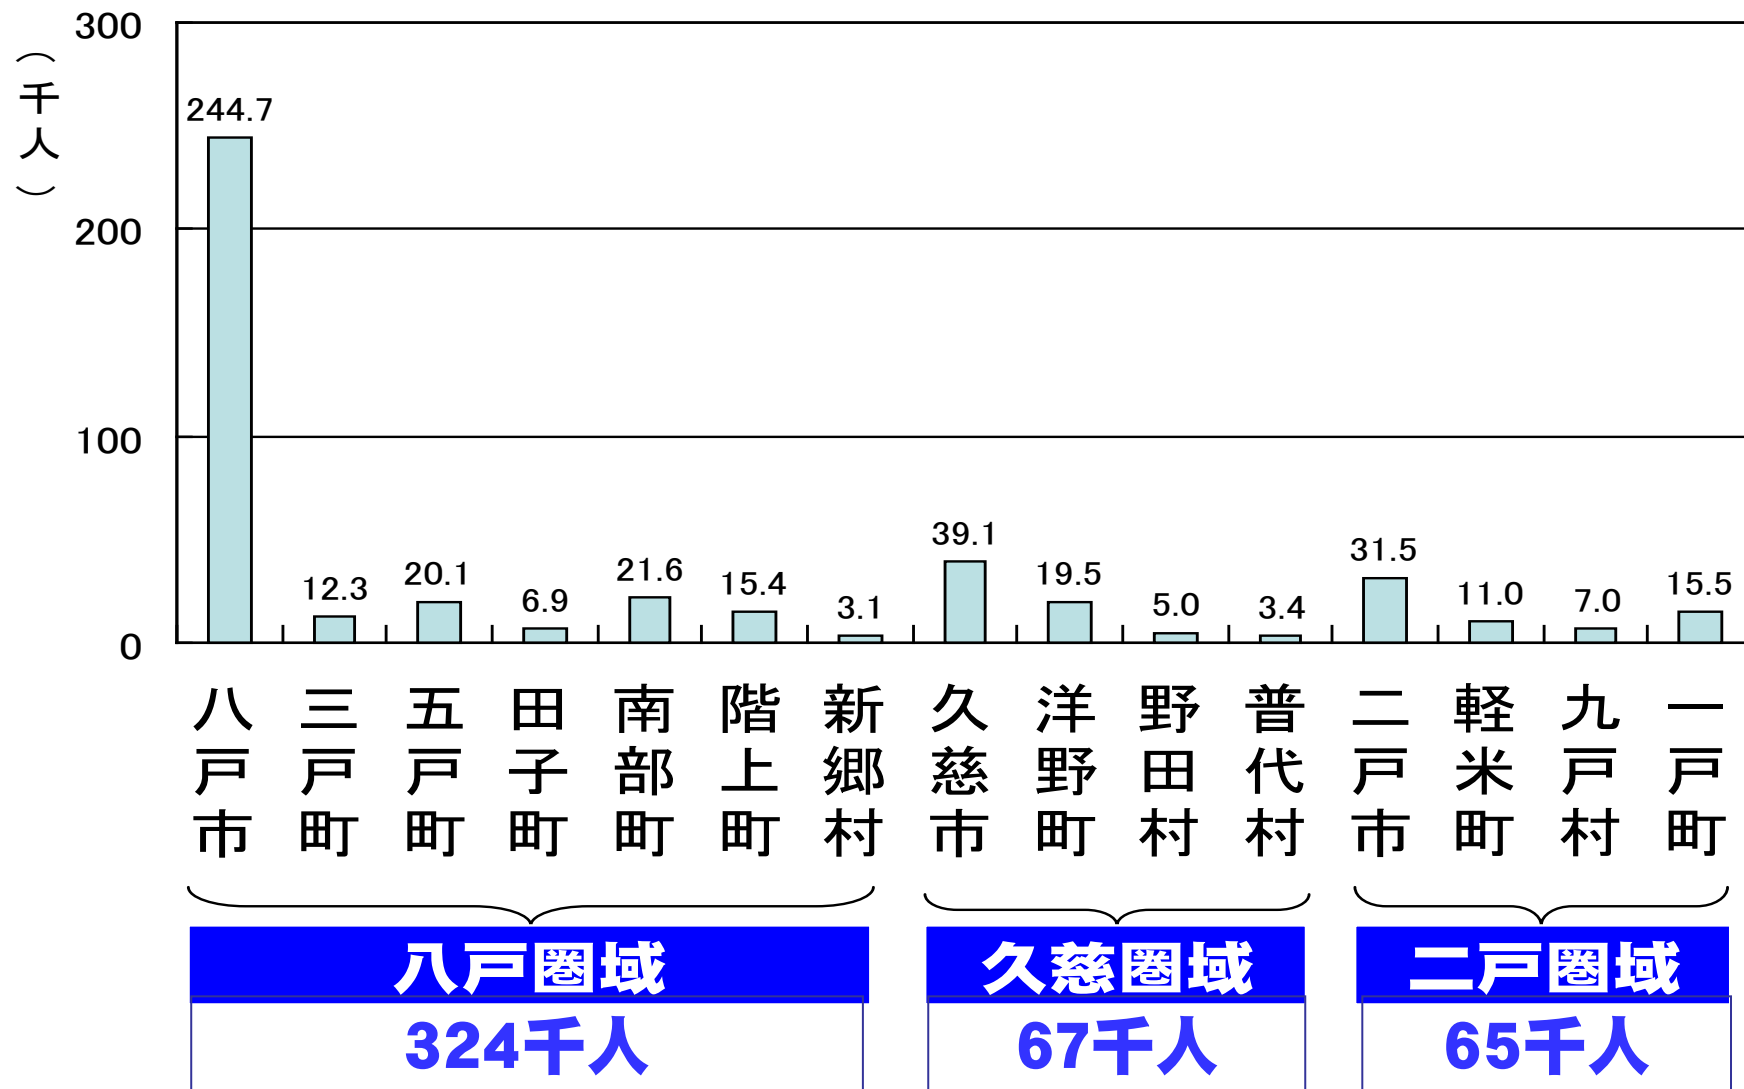 (千人)
300
200
100
0
244.7
12.3
20.1
6.9
21.6
15.4
3.1
39.1
19.5
5.0
3.4
31.5
11.0
7.0
15.5
八戸市
三戸町
五戸町
田子町
南部町
階上町
新郷村
久慈市
洋野町
野田村
普代村
二戸市
軽米町
九戸村
一戸町
八戸圏域
324千人
久慈圏域
67千人
二戸圏域
65千人